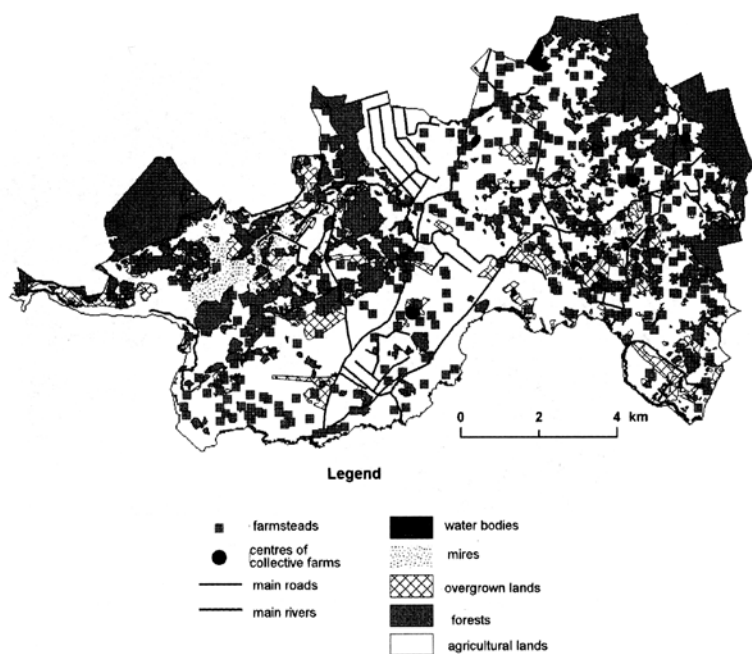 0 2 4 km
Legend
farmsteads
centres of
collective farms
main roads
main rivers
water bodies
mires
overgrown lands
forests
agricultural lands